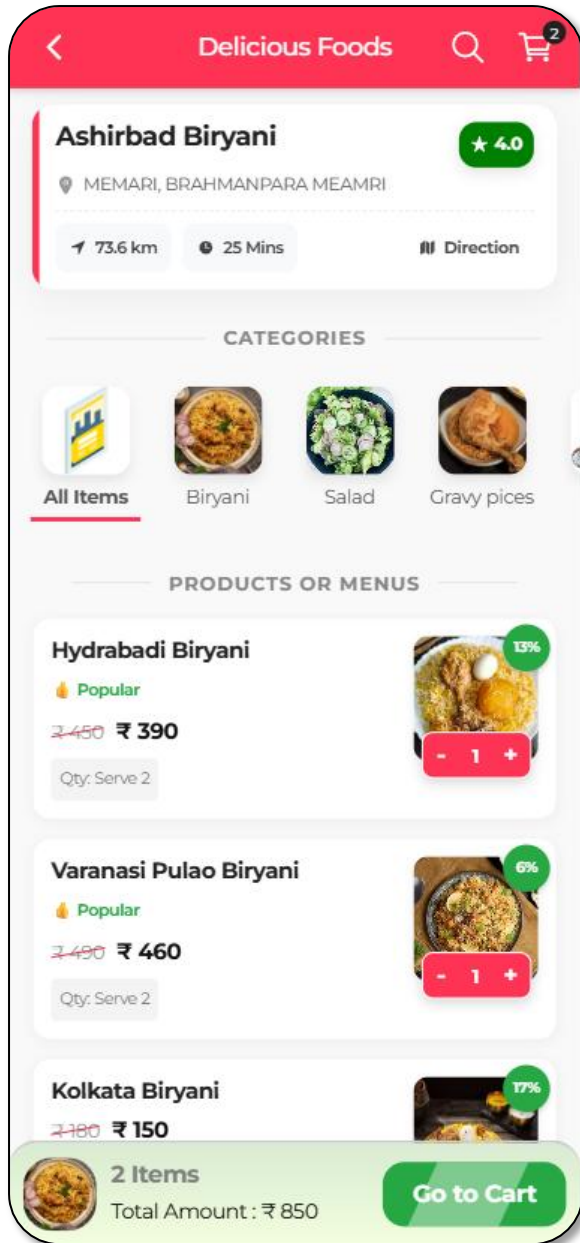 Delicious Foods
2
Ashirbad Biryani
★ 4.0
MEMARI, BRAHMANPARA MEAMRI
73.6 km
25 Mins
Direction
CATEGORIES
All Items
Biryani
Salad
Gravy pices
PRODUCTS OR MENUS
Hydrabadi Biryani
13%
Popular
₹ 450 ₹ 390
- 1 +
Qty: Serve 2
Varanasi Pulao Biryani
6%
Popular
₹ 490 ₹ 460
- 1 +
Qty: Serve 2
Kolkata Biryani
17%
₹ 180 ₹ 150
2 Items
Total Amount : ₹ 850
Go to Cart